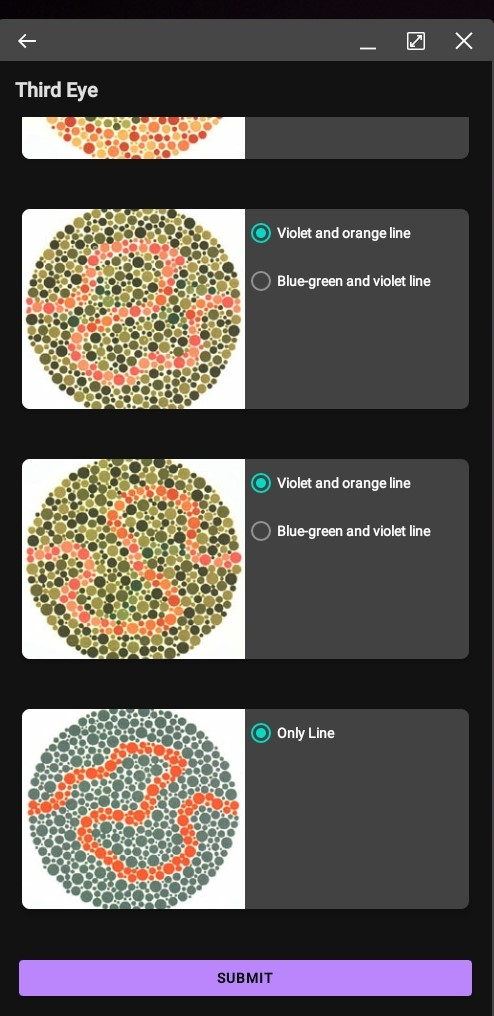 Third Eye
Violet and orange line
Blue-green and violet line
Violet and orange line
Blue-green and violet line
Only Line
SUBMIT